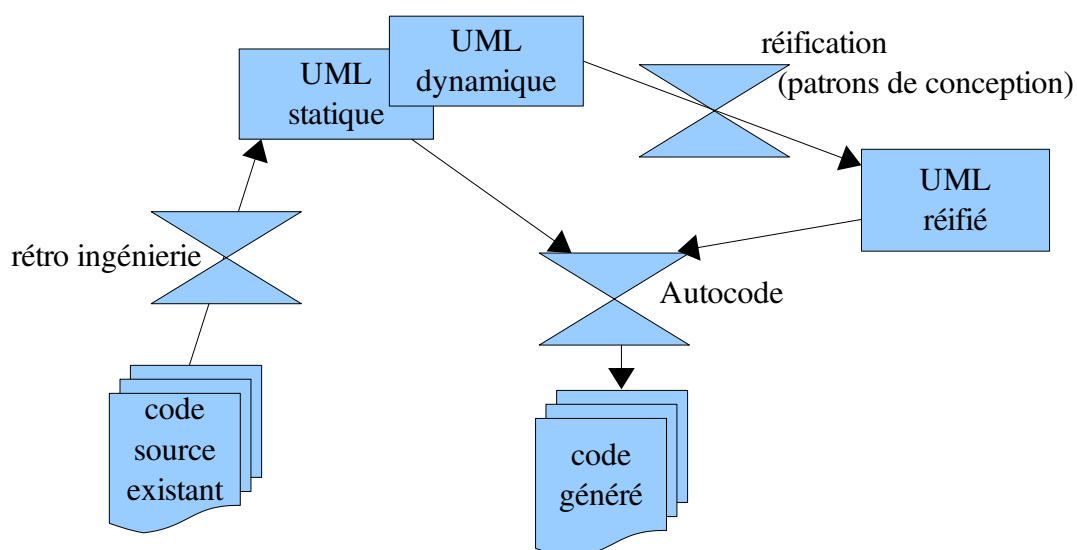 UML
dynamique
UML
statique
réification
(patrons de conception)
UML
réifié
rétro ingénierie
Autocode
code
source
existant
code
généré